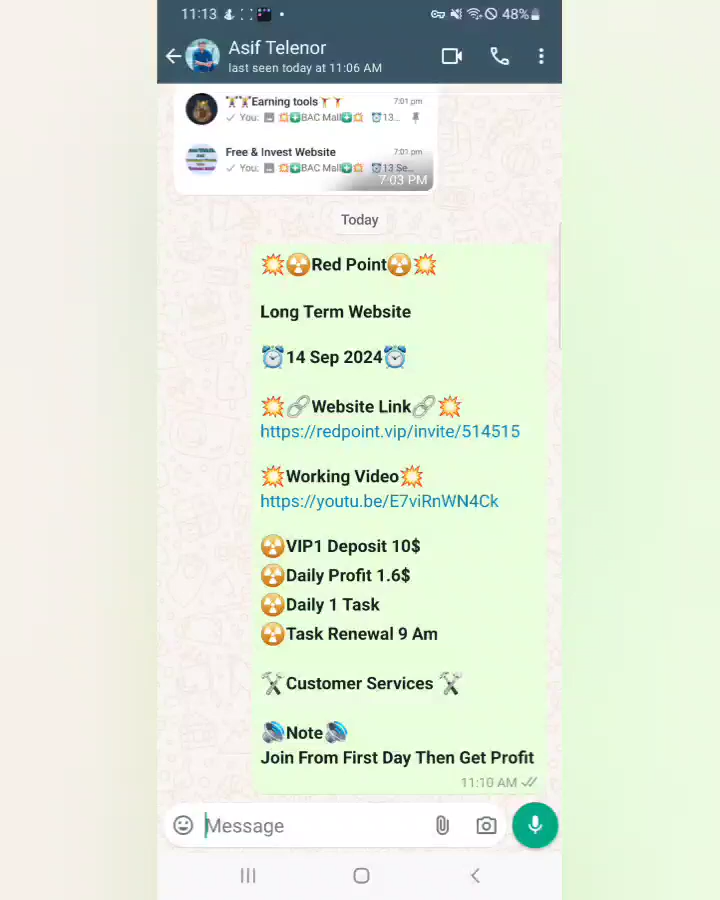 11:13
48%
Asif Telenor
last seen today at 11:06 AM
Earning tools 7:01 pm
You: BAC Mall 13...
Free & Invest Website 7:01 pm
You: BAC Mall 13 Se...
7:03 PM
Today
💥☢Red Point☢💥
Long Term Website
⏰14 Sep 2024⏰
💥🔗Website Link🔗💥
https://redpoint.vip/invite/514515
💥Working Video💥
https://youtu.be/E7viRnWN4Ck
☢VIP1 Deposit 10$
☢Daily Profit 1.6$
☢Daily 1 Task
☢Task Renewal 9 Am
⚒Customer Services ⚒
🔊Note🔊
Join From First Day Then Get Profit
11:10 AM
Message